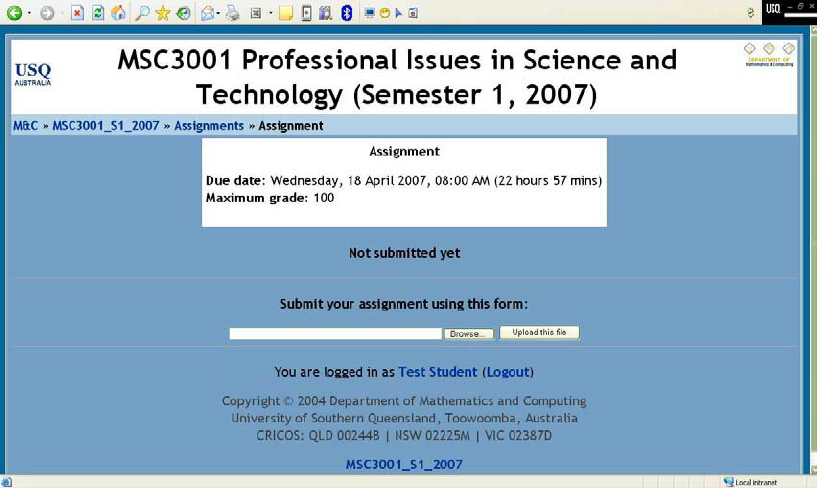 USQ
MSC3001 Professional Issues in Science and
Technology (Semester 1, 2007)
USQ
AUSTRALIA
DEPARTMENT OF
Mathematics & Computing
M&C » MSC3001_S1_2007 » Assignments » Assignment
Assignment
Due date: Wednesday, 18 April 2007, 08:00 AM (22 hours 57 mins)
Maximum grade: 100
Not submitted yet
Submit your assignment using this form:
Browse... Upload this file
You are logged in as Test Student (Logout)
Copyright © 2004 Department of Mathematics and Computing
University of Southern Queensland, Toowoomba, Australia
CRICOS: QLD 00244B | NSW 02225M | VIC 02387D
MSC3001_S1_2007
Local intranet